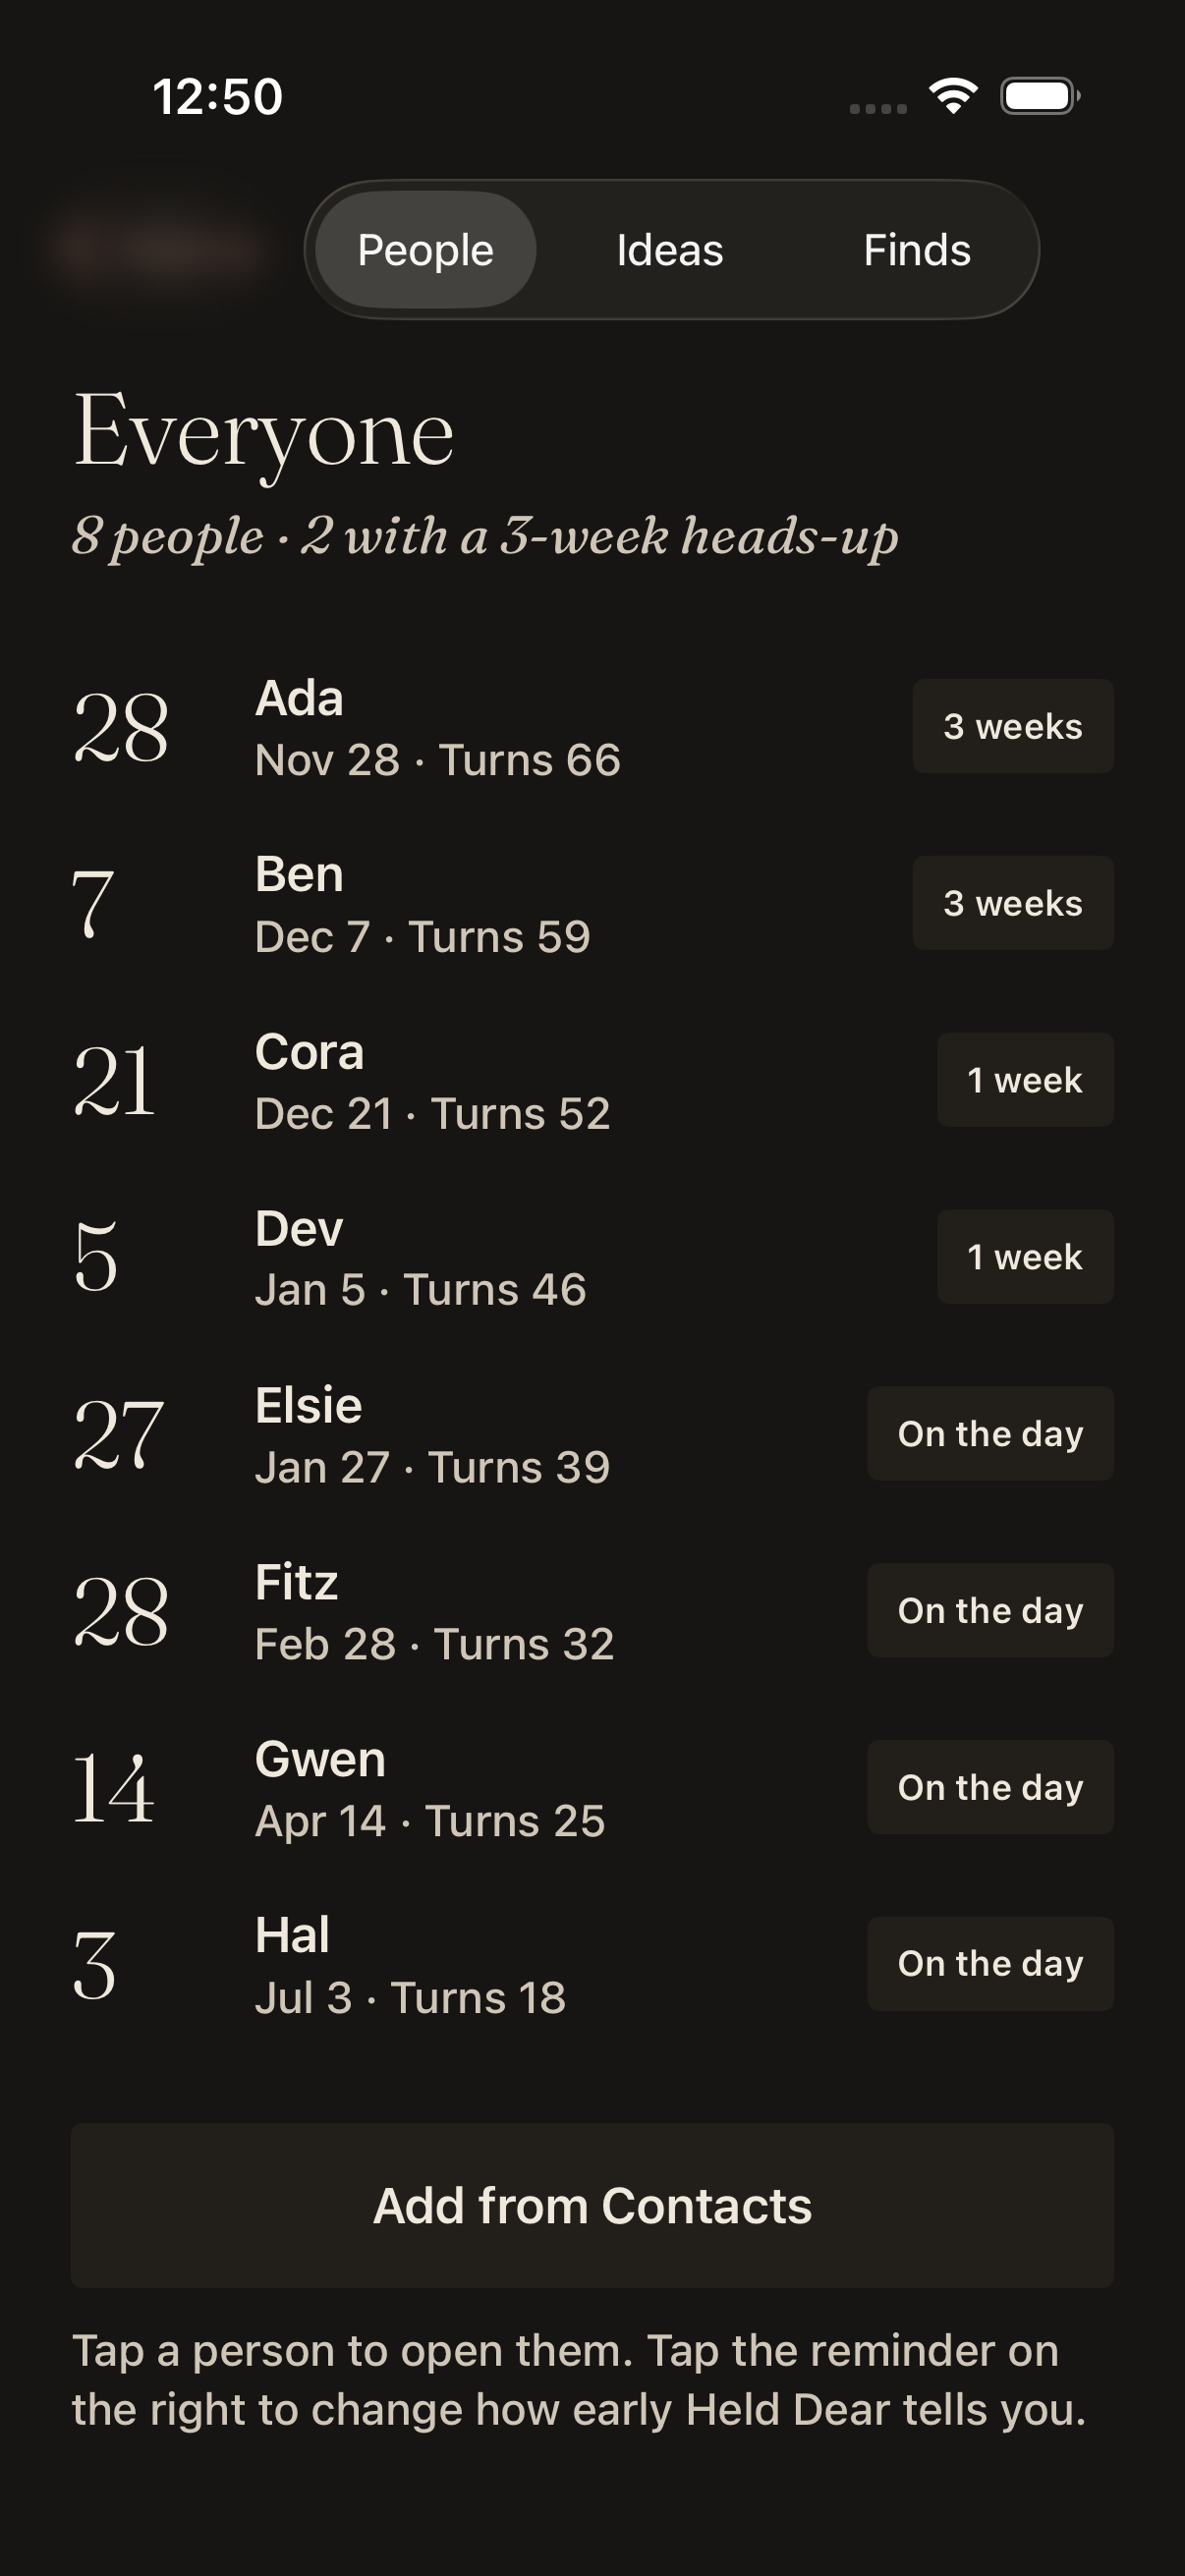 12:50
People Ideas Finds
Everyone
8 people · 2 with a 3-week heads-up
28 Ada 3 weeks
Nov 28 · Turns 66
7 Ben 3 weeks
Dec 7 · Turns 59
21 Cora 1 week
Dec 21 · Turns 52
5 Dev 1 week
Jan 5 · Turns 46
27 Elsie On the day
Jan 27 · Turns 39
28 Fitz On the day
Feb 28 · Turns 32
14 Gwen On the day
Apr 14 · Turns 25
3 Hal On the day
Jul 3 · Turns 18
Add from Contacts
Tap a person to open them. Tap the reminder on
the right to change how early Held Dear tells you.